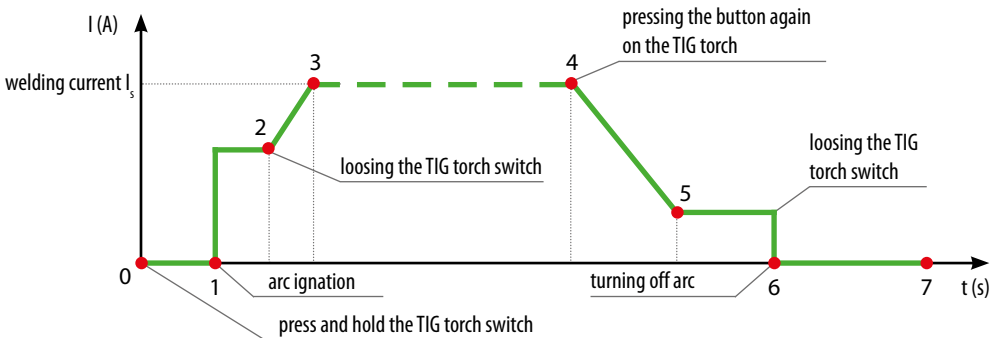 I (A)
pressing the button again
on the TIG torch
3
4
welding current Is
2
loosing the TIG torch switch
loosing the TIG
torch switch
5
0
1
arc ignation
turning off arc
6
7
t (s)
press and hold the TIG torch switch